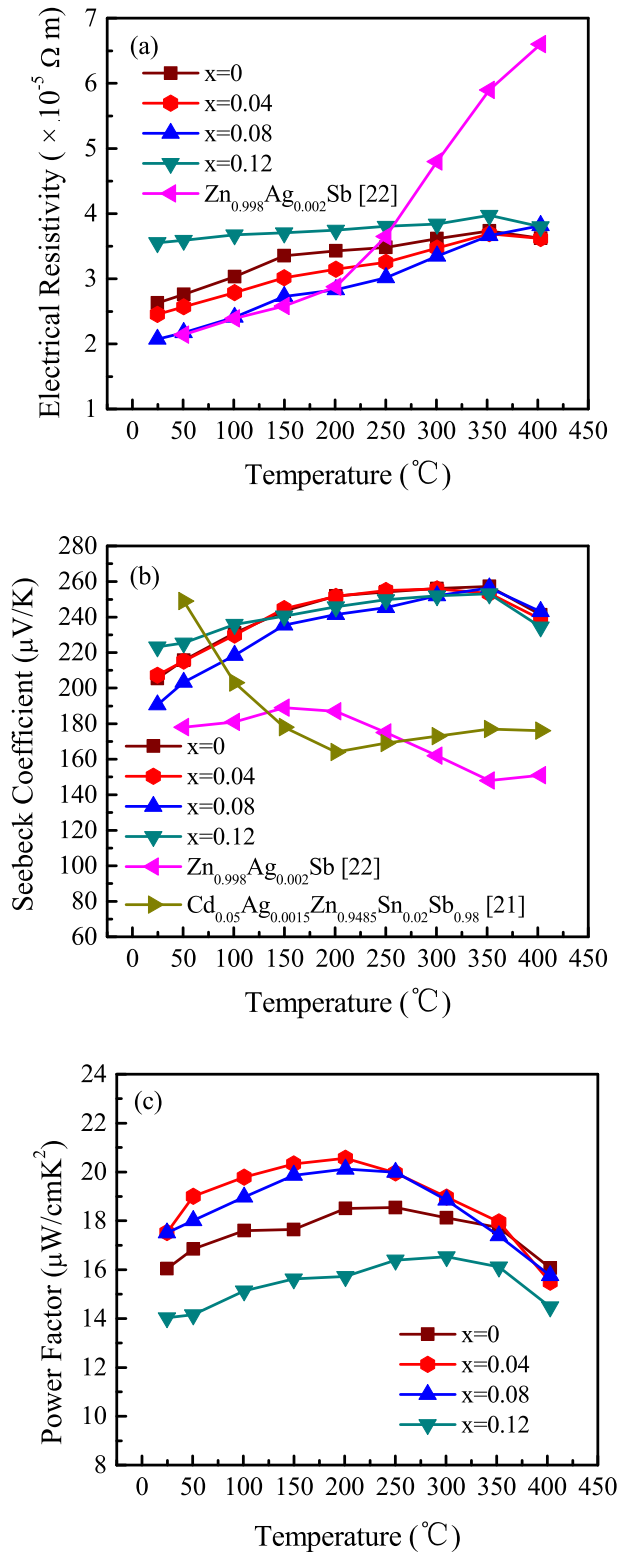 7
6
5
4
3
2
1
Electrical Resistivity ( × 10⁻⁵ Ω m)
(a)
x=0
x=0.04
x=0.08
x=0.12
Zn₀.₉₉₈Ag₀.₀₀₂Sb [22]
0 50 100 150 200 250 300 350 400 450
Temperature (℃)
280
260
240
220
200
180
160
140
120
100
80
60
Seebeck Coefficient (μV/K)
(b)
x=0
x=0.04
x=0.08
x=0.12
Zn₀.₉₉₈Ag₀.₀₀₂Sb [22]
Cd₀.₀₅Ag₀.₀₀₁₅Zn₀.₉₄₈₅Sn₀.₀₂Sb₀.₉₈ [21]
0 50 100 150 200 250 300 350 400 450
Temperature (℃)
24
22
20
18
16
14
12
10
8
Power Factor (μW/cmK²)
(c)
x=0
x=0.04
x=0.08
x=0.12
0 50 100 150 200 250 300 350 400 450
Temperature (℃)